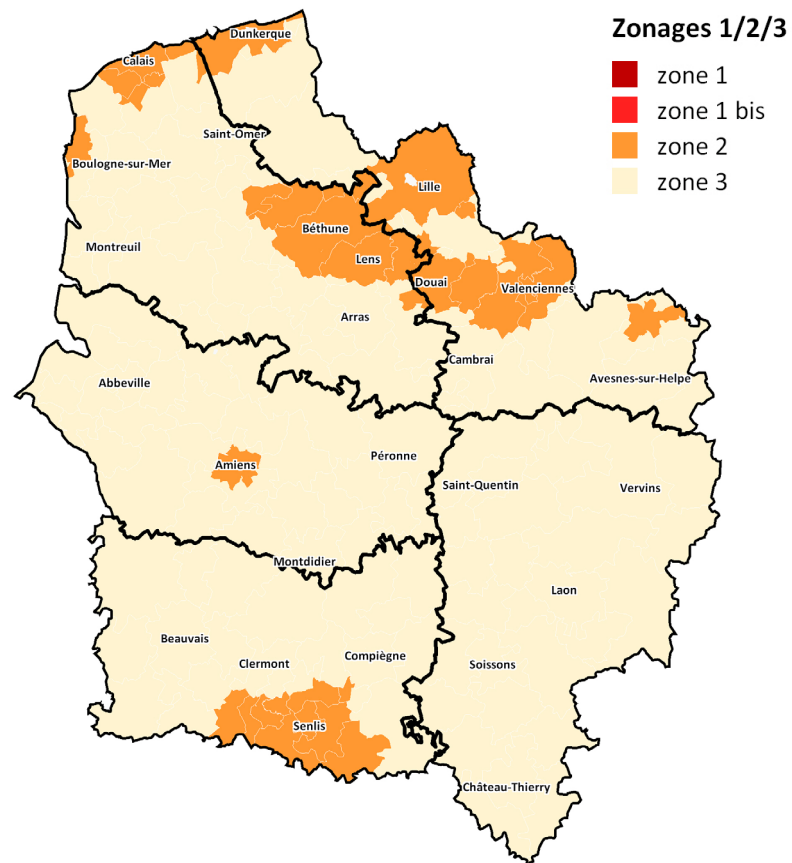 Zonages 1/2/3
zone 1
zone 1 bis
zone 2
zone 3
Dunkerque
Calais
Saint-Omer
Boulogne-sur-Mer
Lille
Béthune
Montreuil
Lens
Douai
Valenciennes
Arras
Cambrai
Avesnes-sur-Helpe
Abbeville
Péronne
Amiens
Saint-Quentin
Vervins
Montdidier
Laon
Beauvais
Compiègne
Clermont
Soissons
Senlis
Château-Thierry